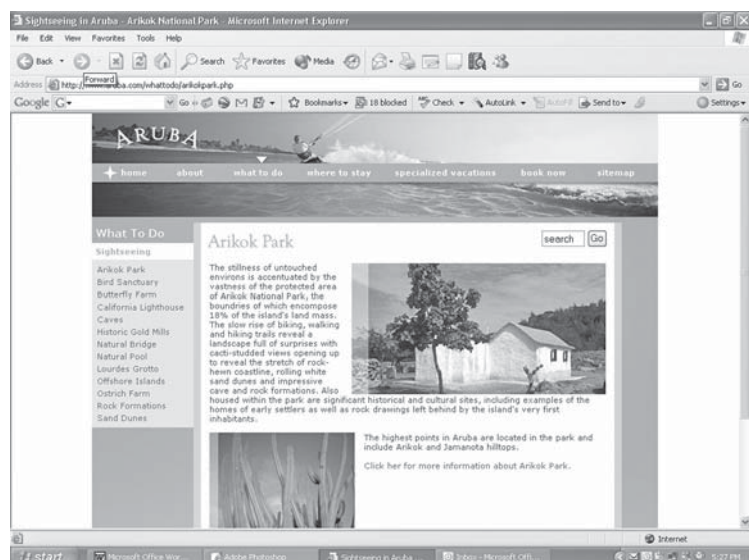 Sightseeing in Aruba - Arikok National Park - Microsoft Internet Explorer
File Edit View Favorites Tools Help
Back Search Favorites Media
Address http://www.aruba.com/whattodo/arikokpark.php Go
Forward
Google G Go Bookmarks 18 blocked Check AutoLink AutoFill Send to Settings
ARUBA
home about what to do where to stay specialized vacations book now sitemap
What To Do
Sightseeing
Arikok Park
Bird Sanctuary
Butterfly Farm
California Lighthouse
Caves
Historic Gold Mills
Natural Bridge
Natural Pool
Lourdes Grotto
Offshore Islands
Ostrich Farm
Rock Formations
Sand Dunes
Arikok Park
search Go
The stillness of untouched
environs is accentuated by the
vastness of the protected area
of Arikok National Park, the
boundries of which encompass
18% of the island's land mass.
The slow rise of biking, walking
and hiking trails reveal a
landscape full of surprises with
cacti-studded views opening up
to reveal the stretch of rock-
hewn coastline, rolling white
sand dunes and impressive
cave and rock formations. Also
housed within the park are significant historical and cultural sites, including examples of the
homes of early settlers as well as rock drawings left behind by the island's very first
inhabitants.
The highest points in Aruba are located in the park and
include Arikok and Jamanota hilltops.
Click her for more information about Arikok Park.
Internet
start Microsoft Office Wor... Adobe Photoshop Sightseeing in Aruba ... Inbox - Microsoft Out... 5:27 PM